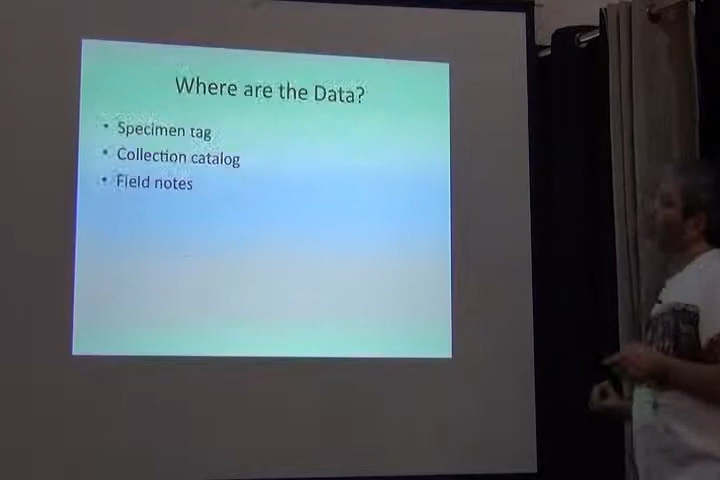 Where are the Data?
• Specimen tag
• Collection catalog
• Field notes